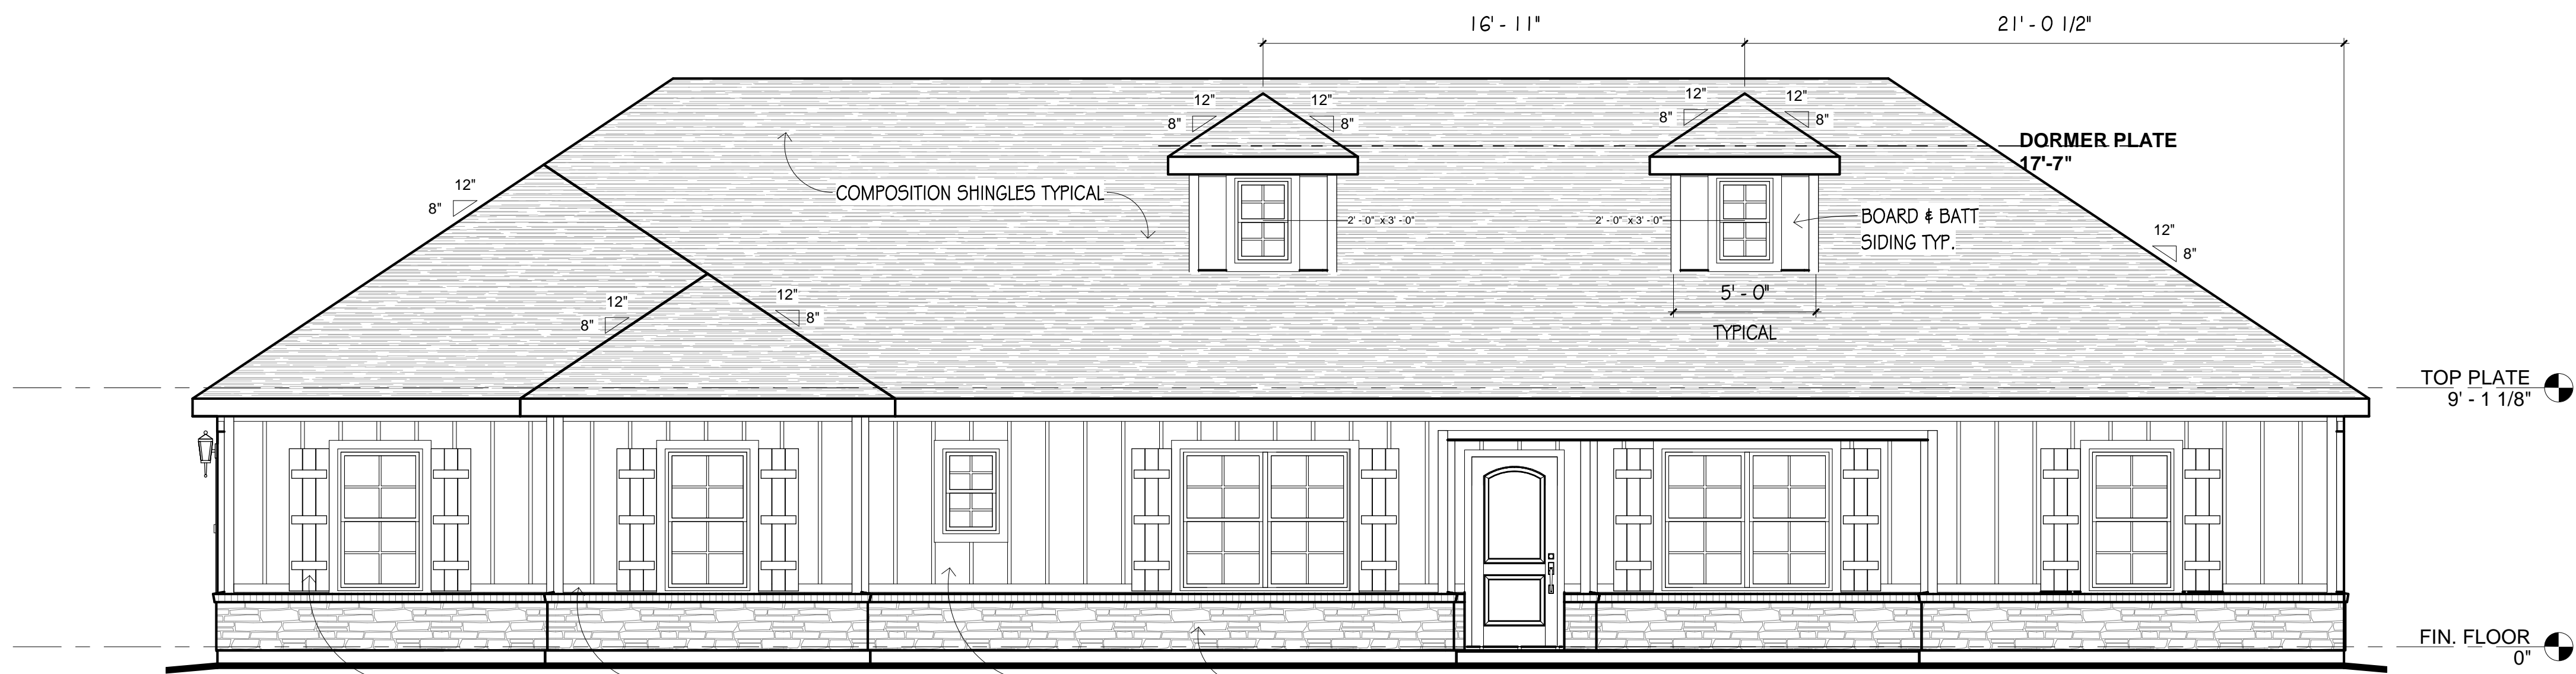 16' - 11"
21' - 0 1/2"
12"
12"
8"
8"
12"
12"
8"
8"
DORMER PLATE
17'-7"
COMPOSITION SHINGLES TYPICAL
12"
8"
2' - 0" x 3' - 0"
2' - 0" x 3' - 0"
BOARD & BATT
SIDING TYP.
12"
8"
12"
8"
12"
8"
5' - 0"
TYPICAL
TOP PLATE
9' - 1 1/8"
FIN. FLOOR
0"